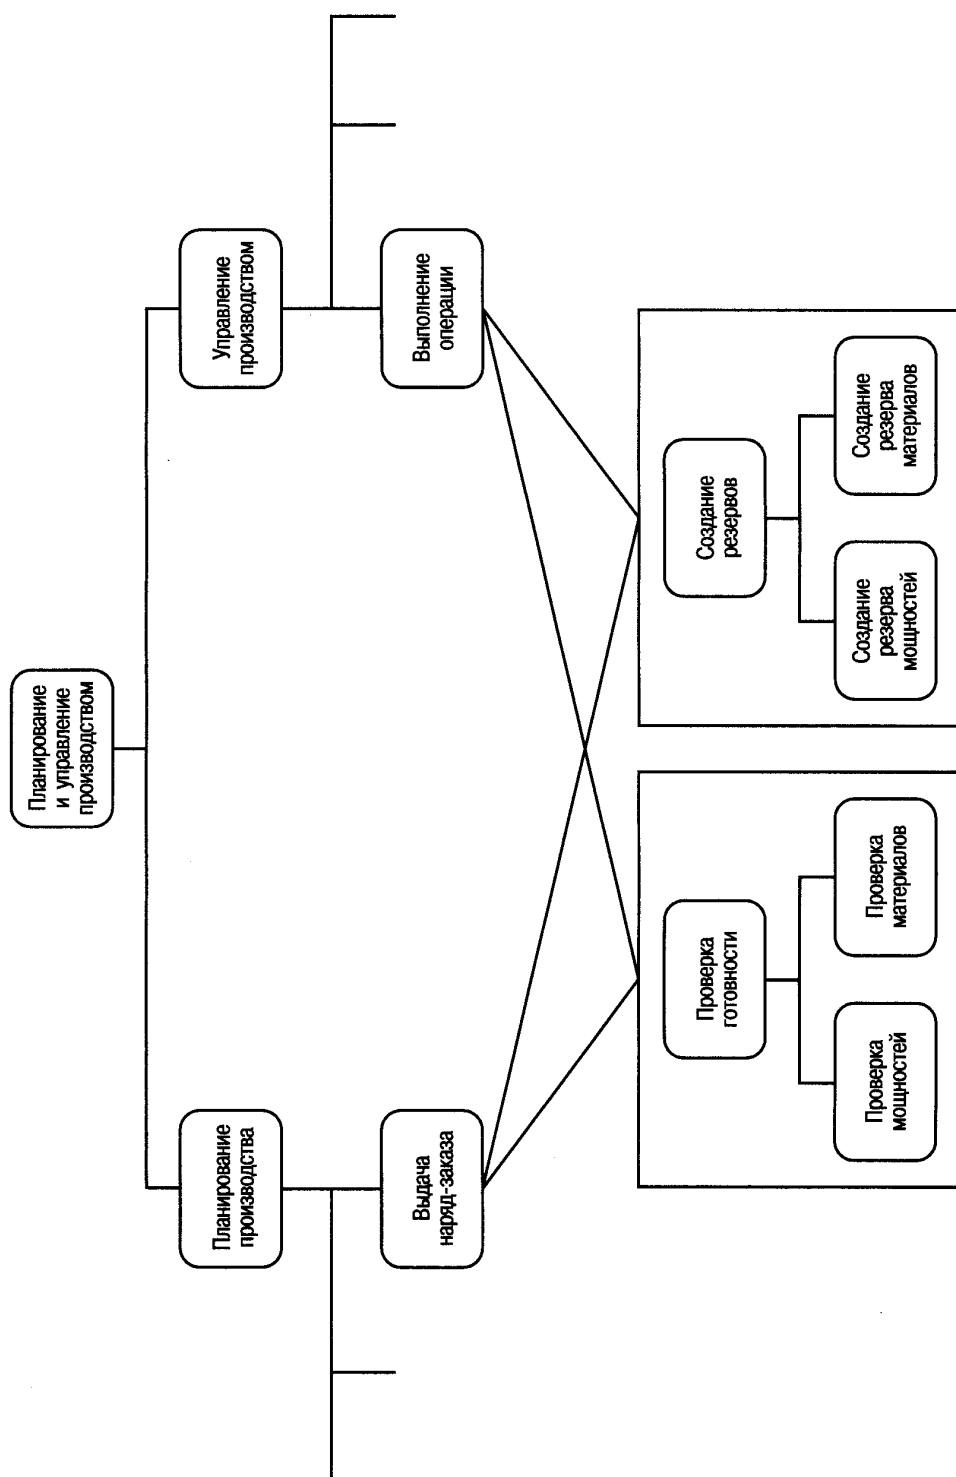 Планирование
и управление
производством
Планирование
производства
Управление
производством
Выдача
наряд-заказа
Выполнение
операции
Проверка
готовности
Создание
резервов
Проверка
мощностей
Проверка
материалов
Создание
резерва
мощностей
Создание
резерва
материалов